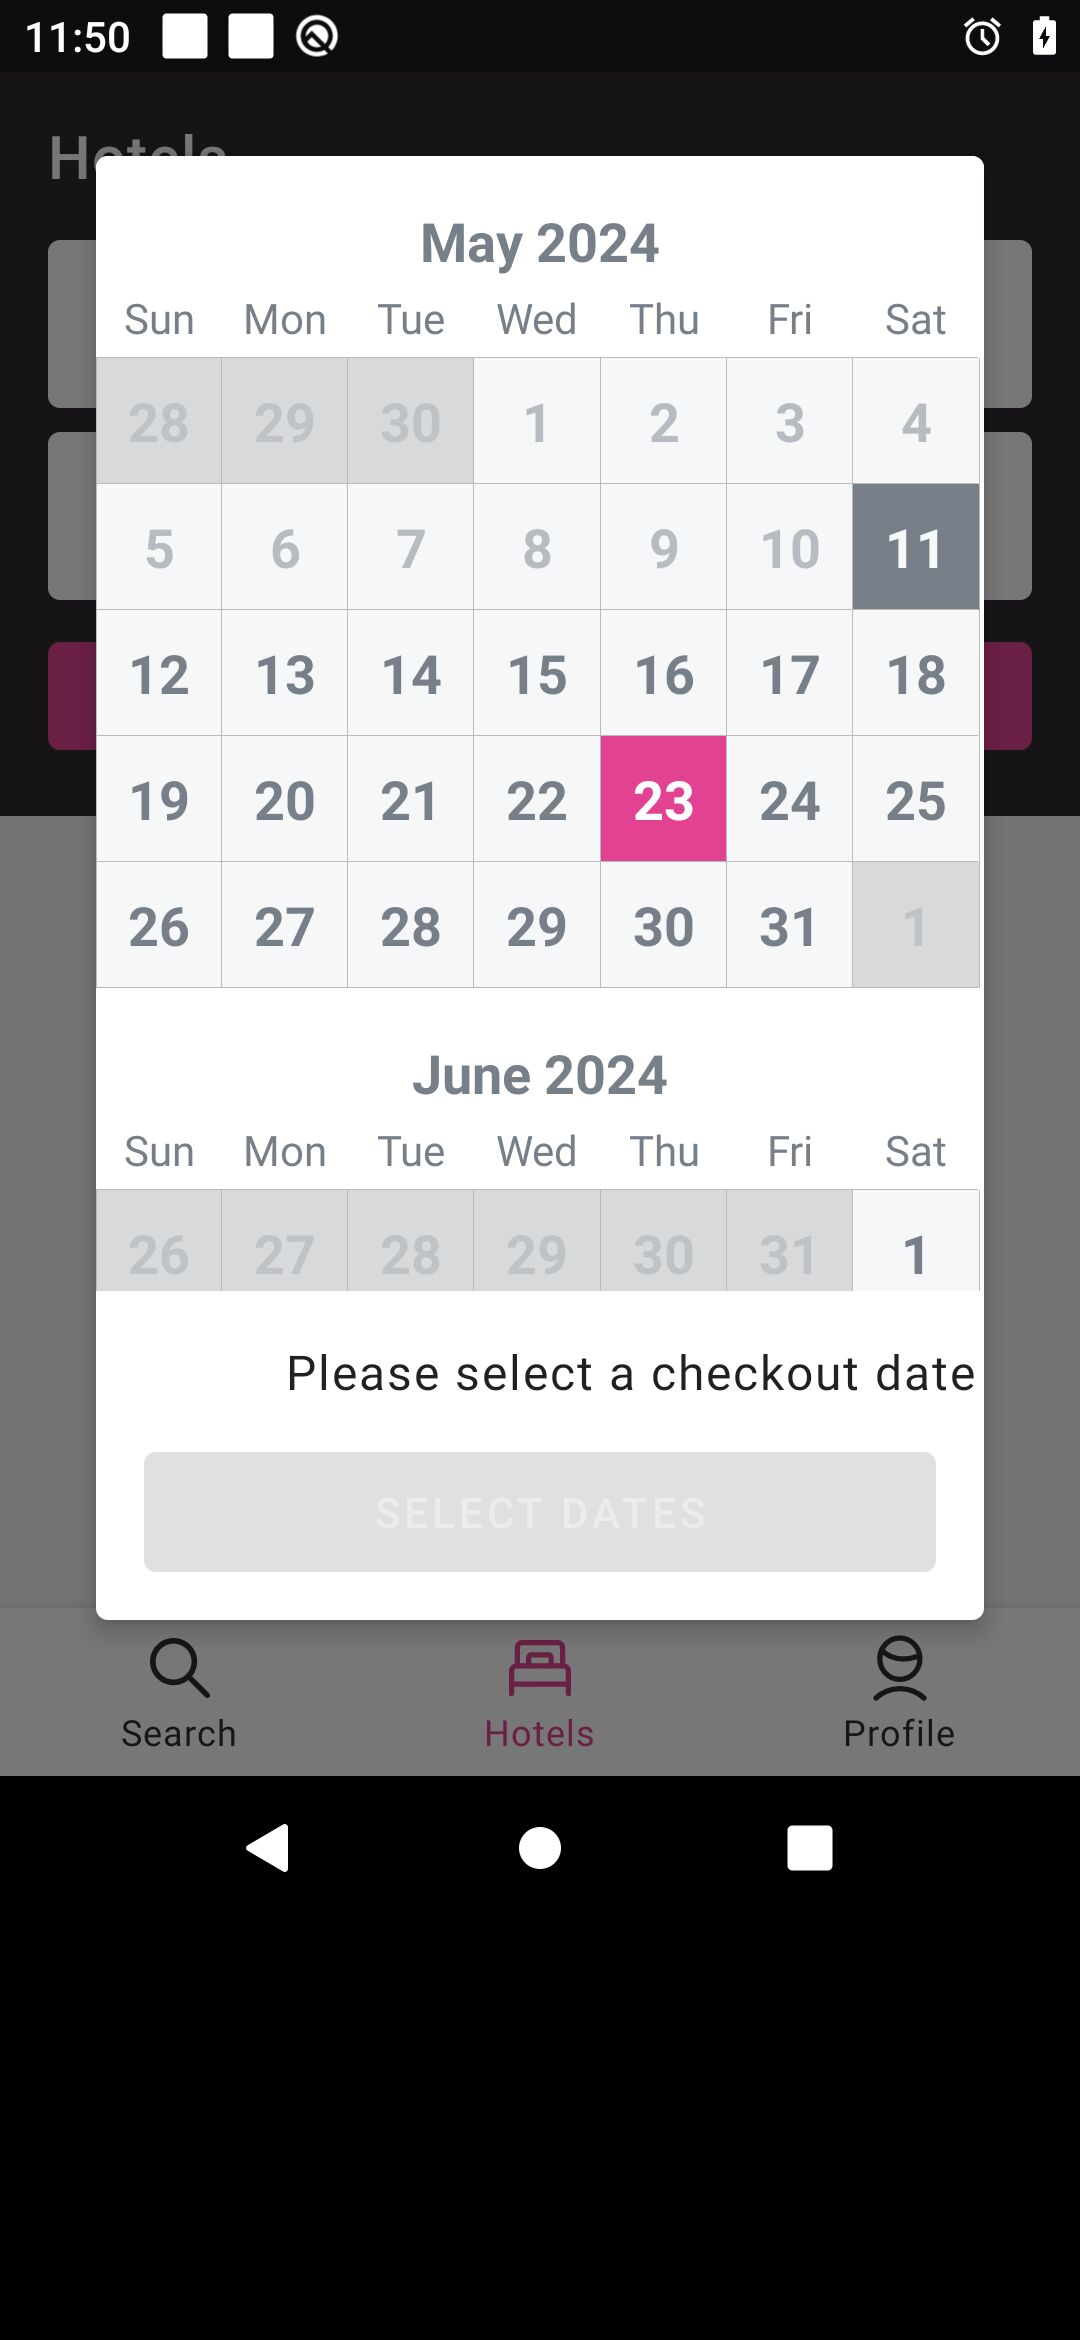 11:50
Hotels
May 2024
Sun Mon Tue Wed Thu Fri Sat
28 29 30 1 2 3 4
5 6 7 8 9 10 11
12 13 14 15 16 17 18
19 20 21 22 23 24 25
26 27 28 29 30 31 1
June 2024
Sun Mon Tue Wed Thu Fri Sat
26 27 28 29 30 31 1
Please select a checkout date
SELECT DATES
Search Hotels Profile